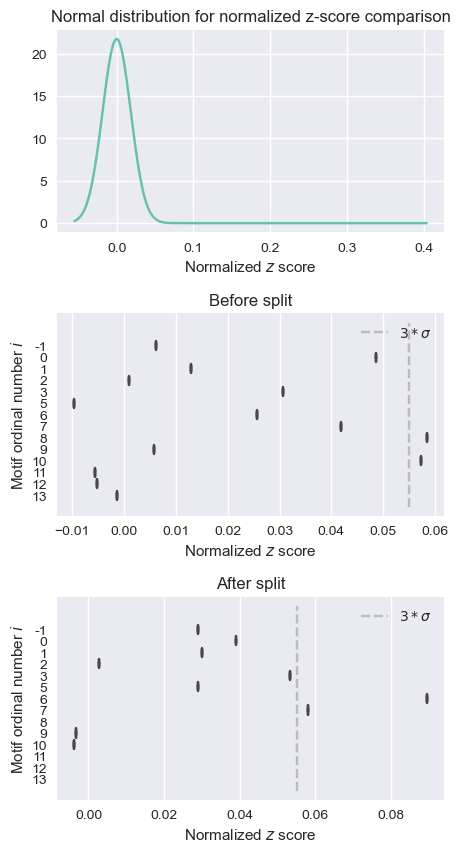 Normal distribution for normalized z-score comparison
20
15
10
5
0
0.0 0.1 0.2 0.3 0.4
Normalized z score
Before split
3 * σ
Motif ordinal number i
-1
0
1
2
3
5
6
7
8
9
10
11
12
13
−0.01 0.00 0.01 0.02 0.03 0.04 0.05 0.06
Normalized z score
After split
3 * σ
Motif ordinal number i
-1
0
1
2
3
5
6
7
8
9
10
11
12
13
0.00 0.02 0.04 0.06 0.08
Normalized z score